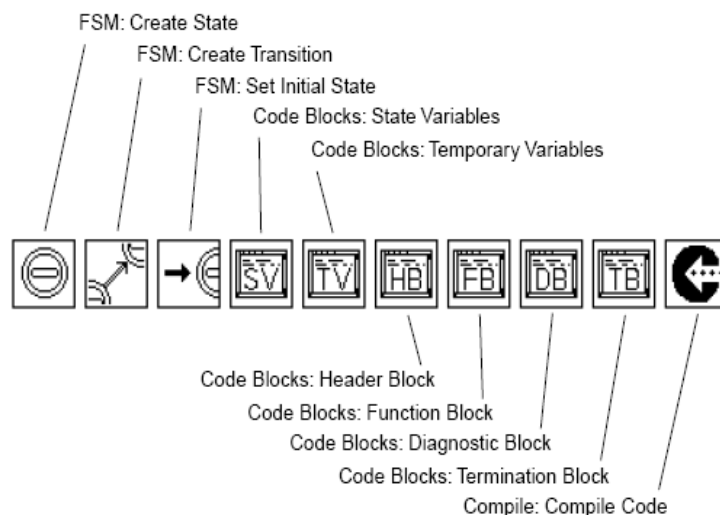 FSM: Create State
FSM: Create Transition
FSM: Set Initial State
Code Blocks: State Variables
Code Blocks: Temporary Variables
SV TV HB FB DB TB
Code Blocks: Header Block
Code Blocks: Function Block
Code Blocks: Diagnostic Block
Code Blocks: Termination Block
Compile: Compile Code